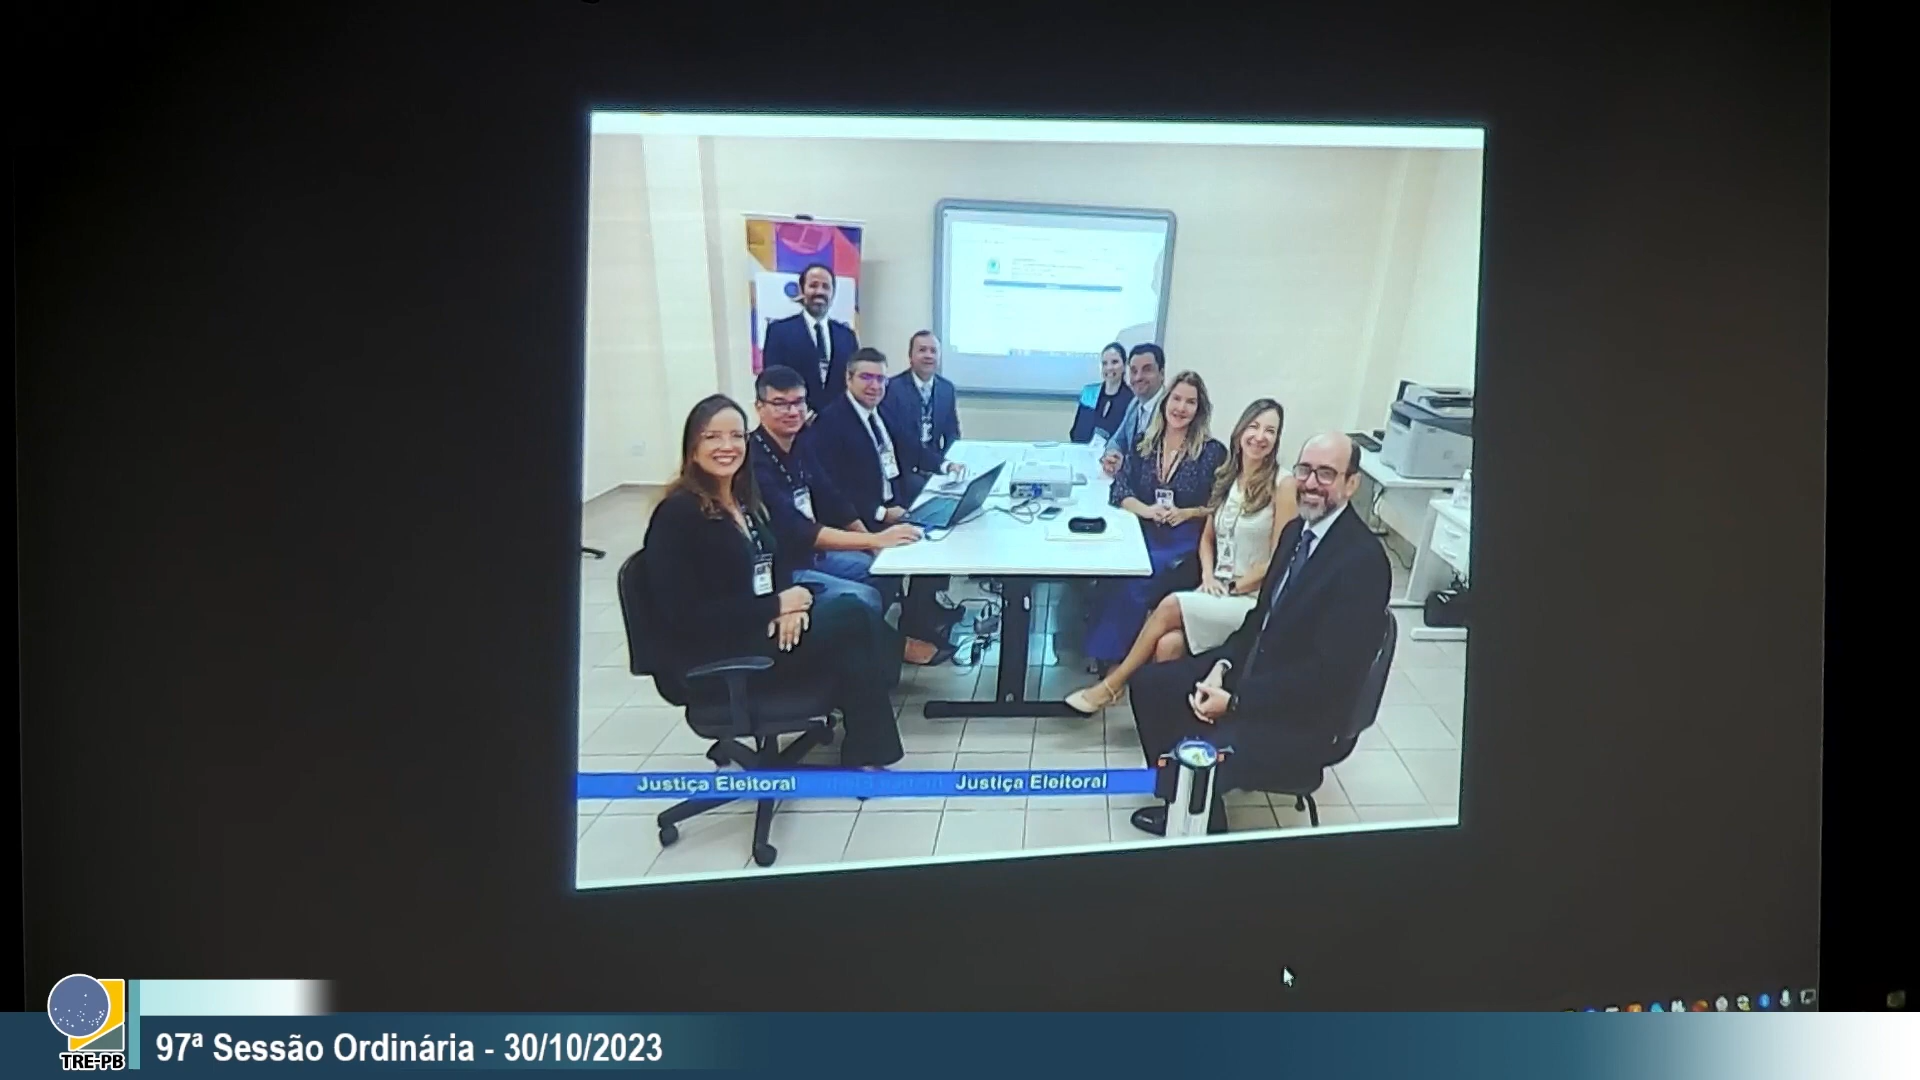 Justiça Eleitoral Justiça Eleitoral
TRE-PB
97ª Sessão Ordinária - 30/10/2023